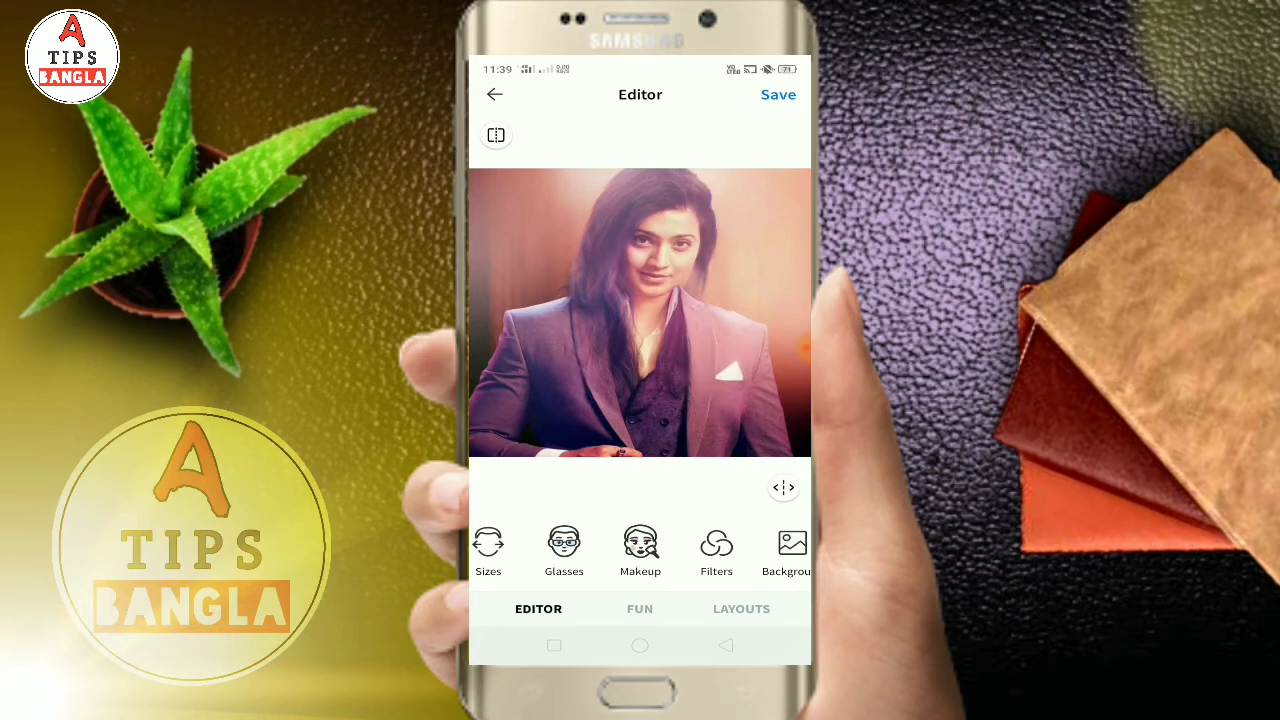 A
TIPS
BANGLA
SAMSUNG
11:39
Editor
Save
Sizes
Glasses
Makeup
Filters
Backgrou
EDITOR
FUN
LAYOUTS
A
TIPS
BANGLA